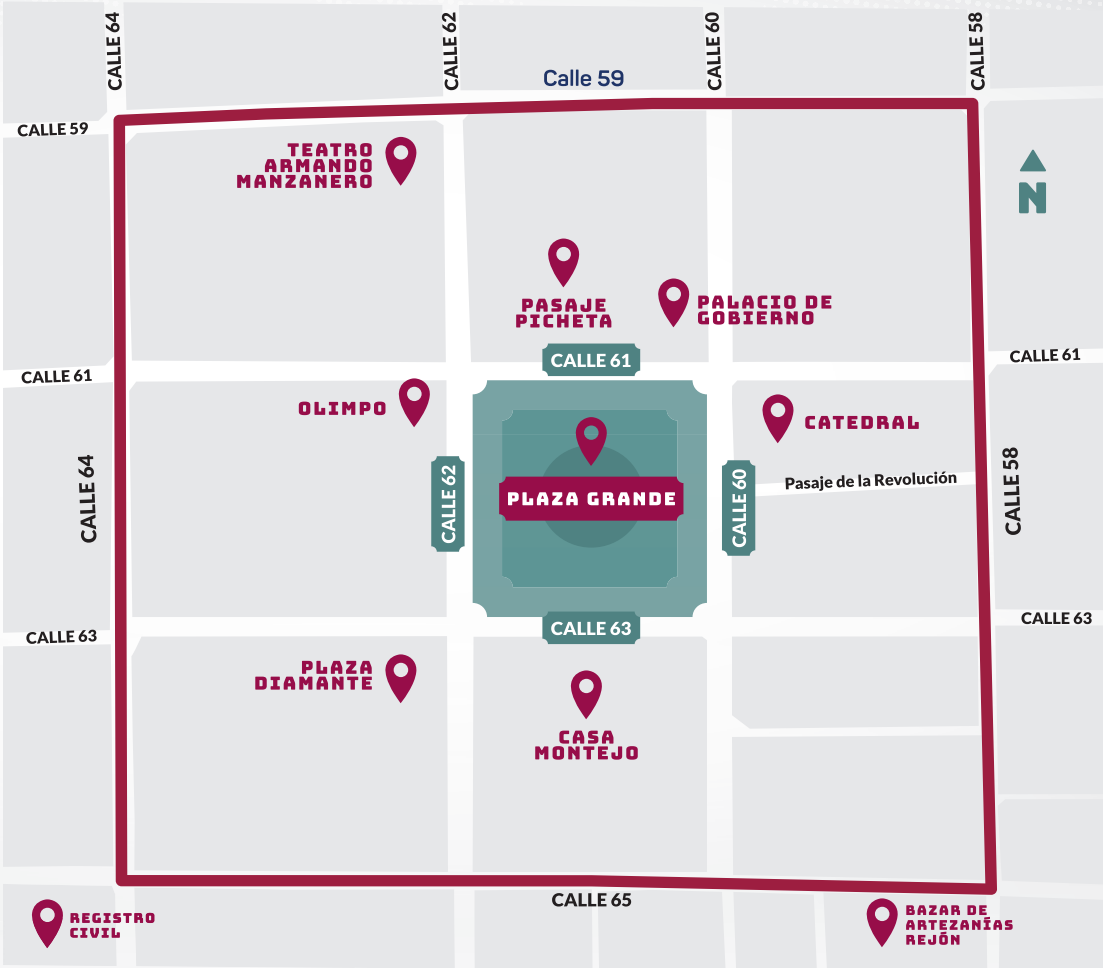 CALLE 64
CALLE 62
CALLE 60
CALLE 58
Calle 59
CALLE 59
TEATRO
ARMANDO
MANZANERO
N
PASAJE
PICHETA
PALACIO DE
GOBIERNO
CALLE 61
CALLE 61
CALLE 61
OLIMPO
CATEDRAL
CALLE 64
CALLE 62
PLAZA GRANDE
CALLE 60
Pasaje de la Revolución
CALLE 58
CALLE 63
CALLE 63
CALLE 63
PLAZA
DIAMANTE
CASA
MONTEJO
CALLE 65
REGISTRO
CIVIL
BAZAR DE
ARTEZANÍAS
REJÓN